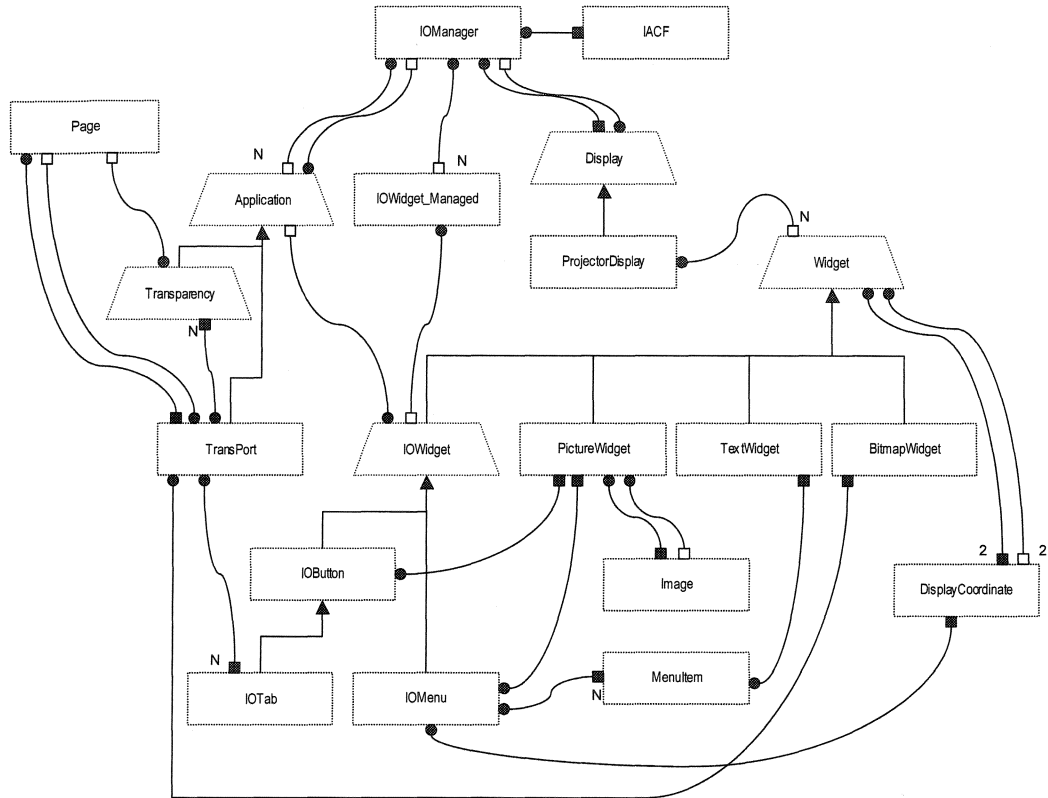 IOManager
IACF
Page
N
N
Display
Application
IOWidget_Managed
N
ProjectorDisplay
Widget
Transparency
N
TransPort
IOWidget
PictureWidget
TextWidget
BitmapWidget
2
2
IOButton
Image
DisplayCoordinate
N
IOTab
IOMenu
MenuItem
N